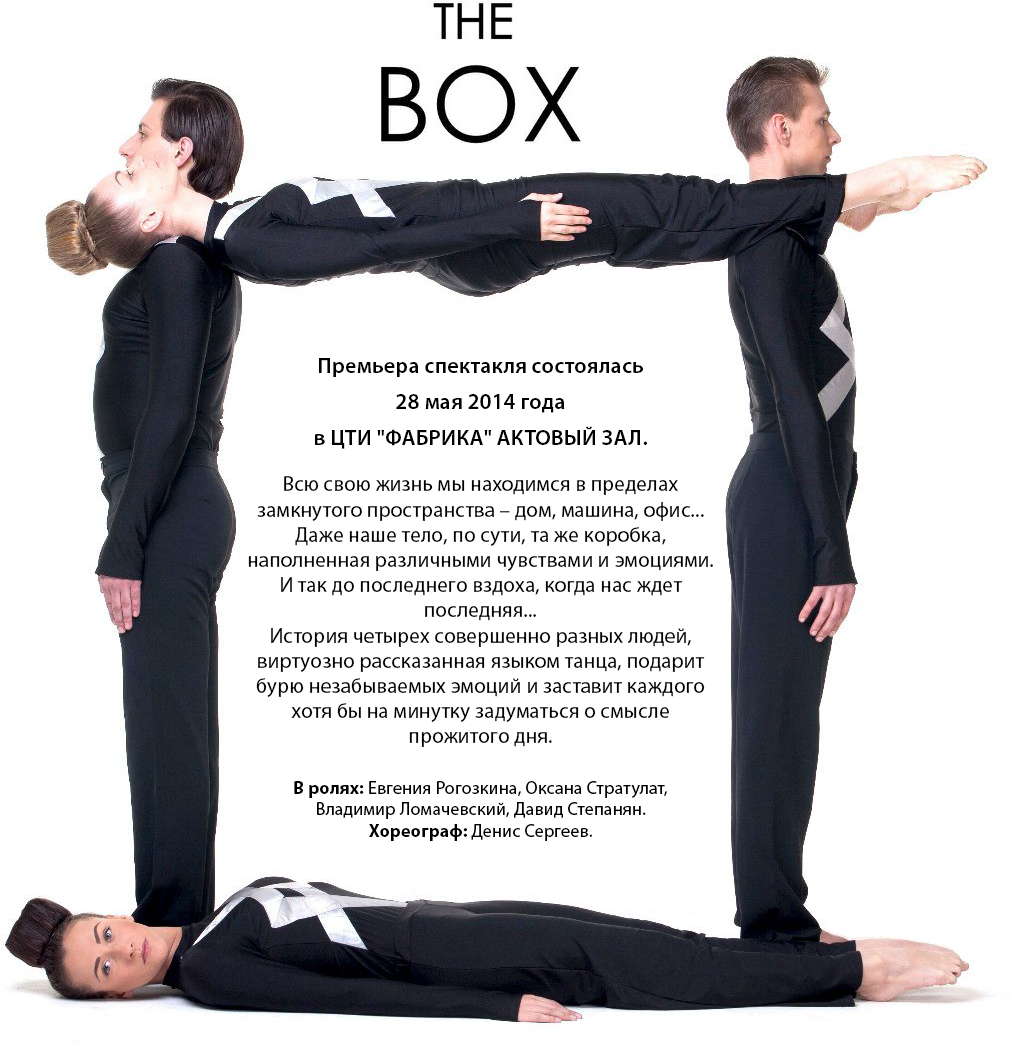 THE
BOX
Премьера спектакля состоялась
28 мая 2014 года
в ЦТИ "ФАБРИКА" АКТОВЫЙ ЗАЛ.
Всю свою жизнь мы находимся в пределах
замкнутого пространства – дом, машина, офис...
Даже наше тело, по сути, та же коробка,
наполненная различными чувствами и эмоциями.
И так до последнего вздоха, когда нас ждет
последняя...
История четырех совершенно разных людей,
виртуозно рассказанная языком танца, подарит
бурю незабываемых эмоций и заставит каждого
хотя бы на минутку задуматься о смысле
прожитого дня.
В ролях: Евгения Рогозкина, Оксана Стратулат,
Владимир Ломачевский, Давид Степанян.
Хореограф: Денис Сергеев.